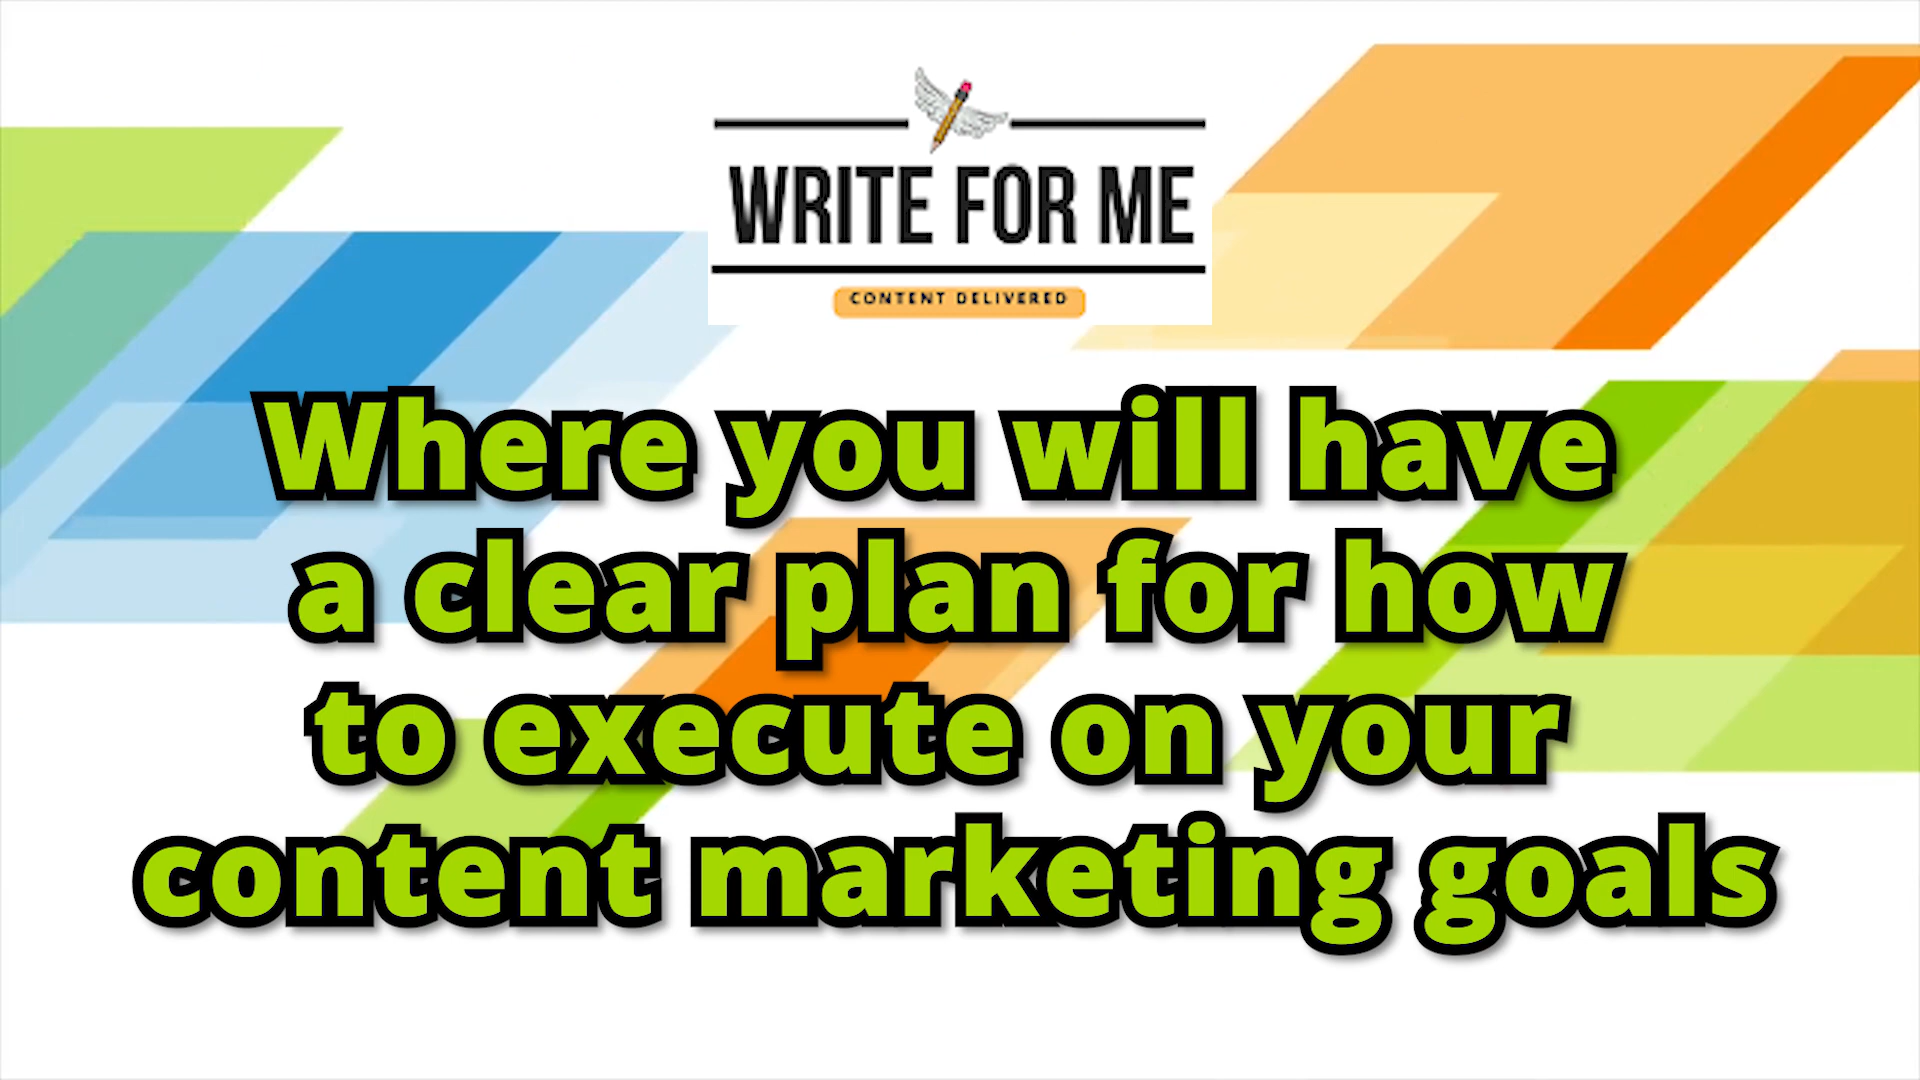 WRITE FOR ME
CONTENT DELIVERED
Where you will have
a clear plan for how
to execute on your
content marketing goals